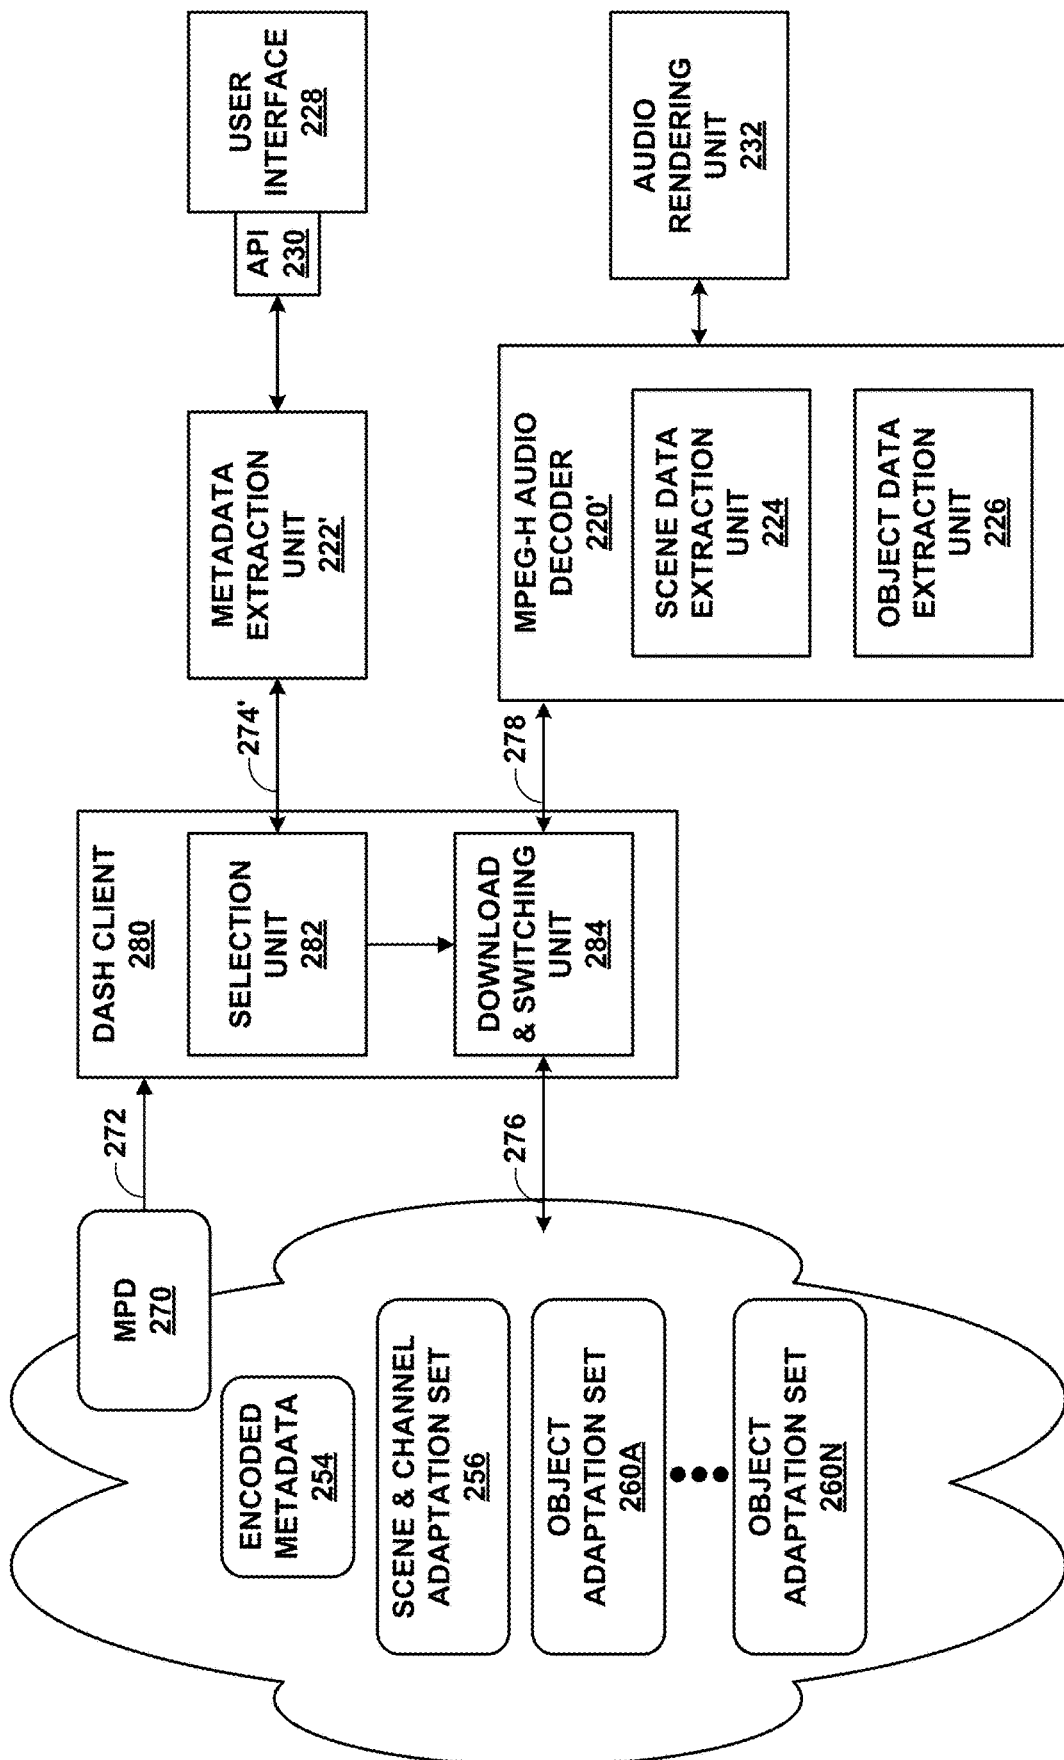 MPD
270
272
ENCODED
METADATA
254
SCENE & CHANNEL
ADAPTATION SET
256
OBJECT
ADAPTATION SET
260A
OBJECT
ADAPTATION SET
260N
276
DASH CLIENT
280
SELECTION
UNIT
282
DOWNLOAD
& SWITCHING
UNIT
284
274'
278
METADATA
EXTRACTION
UNIT
222'
MPEG-H AUDIO
DECODER
220'
SCENE DATA
EXTRACTION
UNIT
224
OBJECT DATA
EXTRACTION
UNIT
226
API
230
USER
INTERFACE
228
AUDIO
RENDERING
UNIT
232